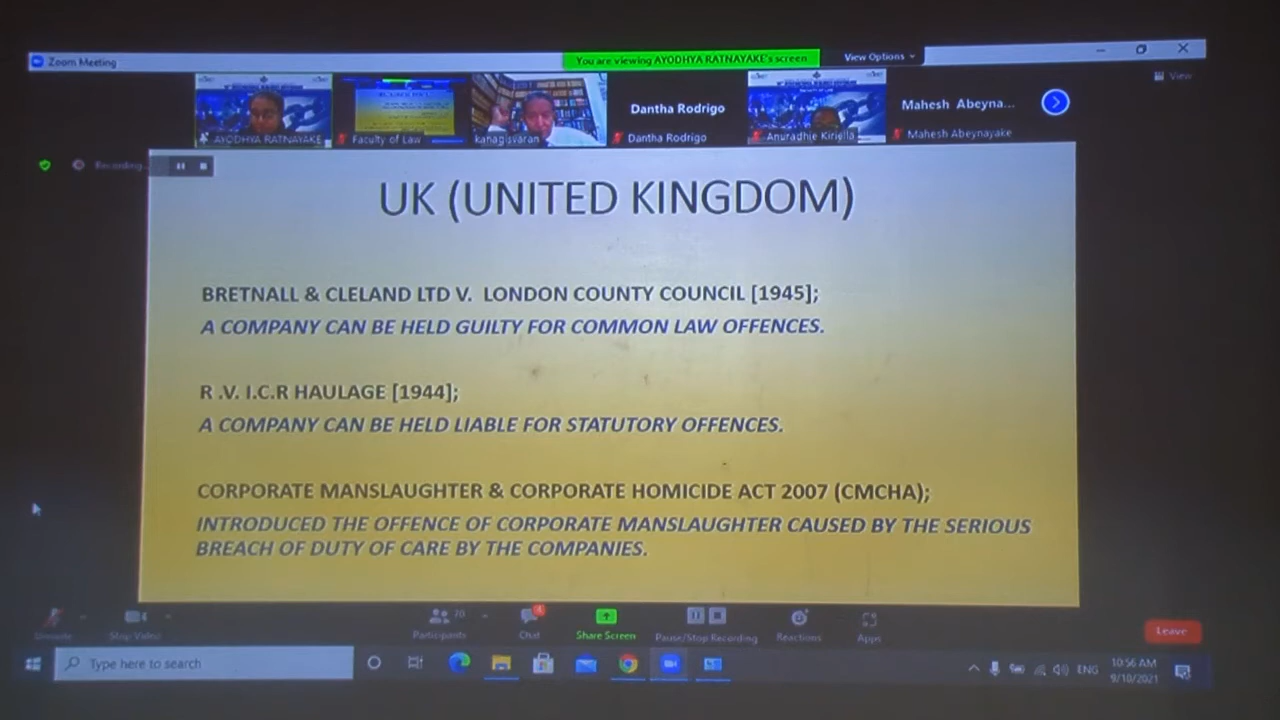 Zoom Meeting
You are viewing AYODHYA RATNAYAKE's screen
View Options
View
AYODHYA RATNAYAKE
Faculty of Law
kanagisvaran
Dantha Rodrigo
Dantha Rodrigo
Anuradhie Kiriella
Mahesh Abeyna...
Mahesh Abeynayake
Recording...
UK (UNITED KINGDOM)
BRETNALL & CLELAND LTD V. LONDON COUNTY COUNCIL [1945];
A COMPANY CAN BE HELD GUILTY FOR COMMON LAW OFFENCES.
R .V. I.C.R HAULAGE [1944];
A COMPANY CAN BE HELD LIABLE FOR STATUTORY OFFENCES.
CORPORATE MANSLAUGHTER & CORPORATE HOMICIDE ACT 2007 (CMCHA);
INTRODUCED THE OFFENCE OF CORPORATE MANSLAUGHTER CAUSED BY THE SERIOUS
BREACH OF DUTY OF CARE BY THE COMPANIES.
Unmute
Stop Video
Participants
Chat
Share Screen
Pause/Stop Recording
Reactions
Apps
Leave
Type here to search
ENG
10:56 AM
9/10/2021